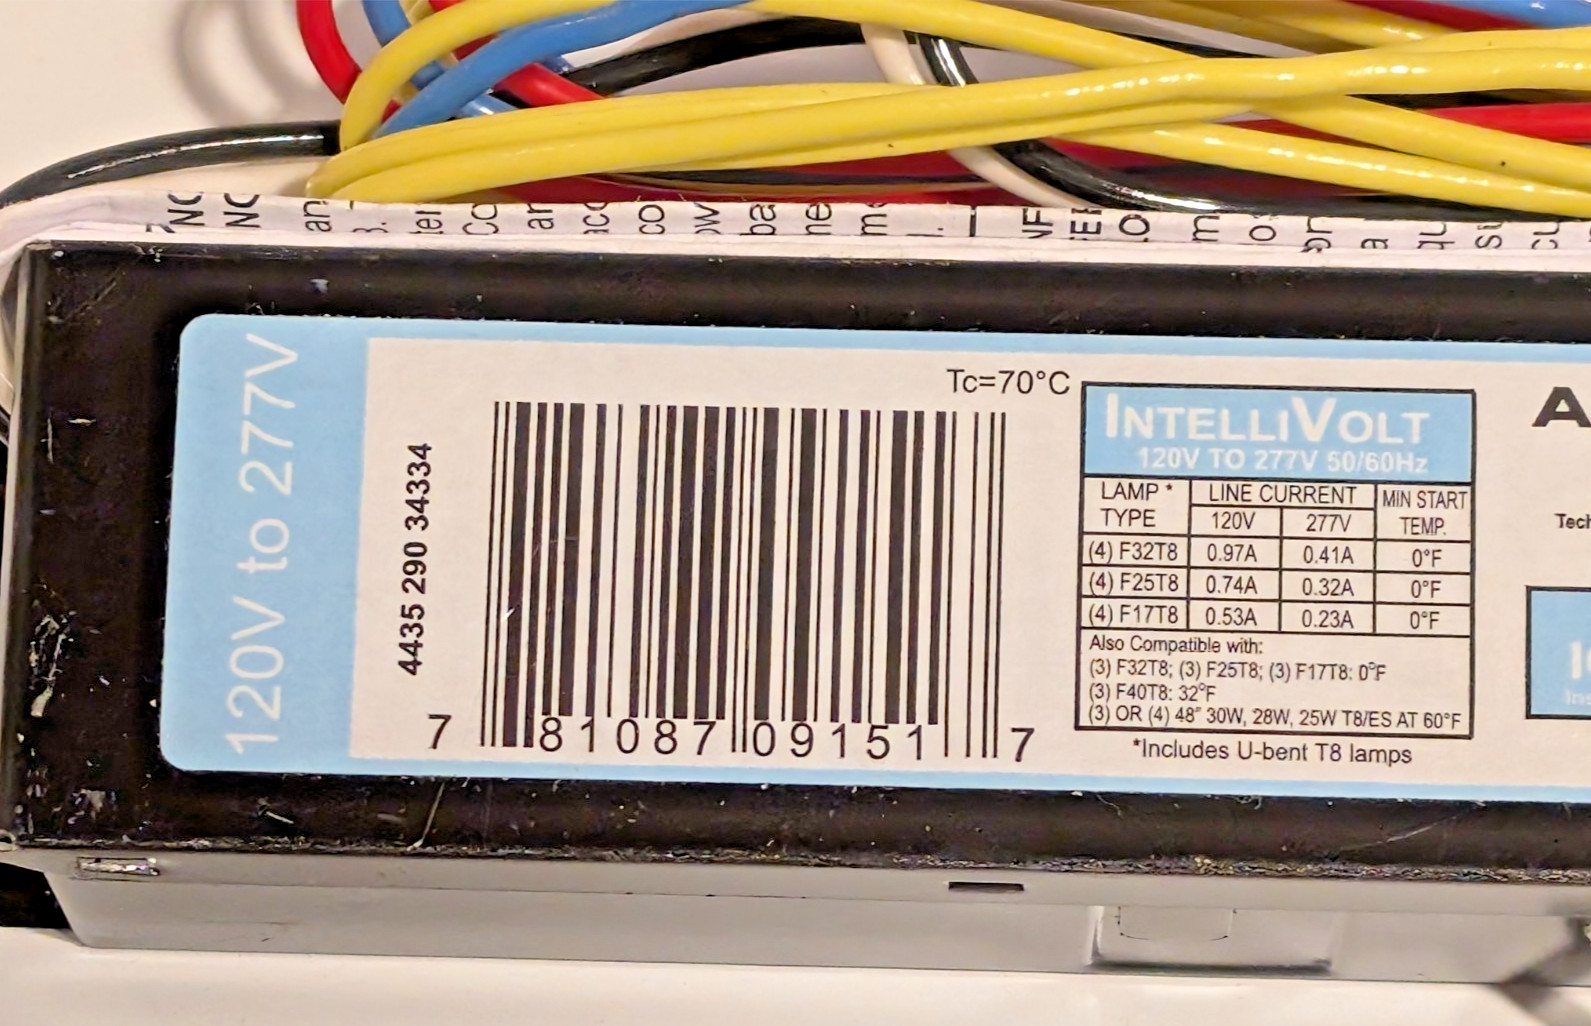 120V to 277V
4435 290 34334
7 81087 09151 7
Tc=70°C
INTELLIVOLT
120V TO 277V 50/60Hz
LAMP * TYPE LINE CURRENT MIN START TEMP.
120V 277V
(4) F32T8 0.97A 0.41A 0°F
(4) F25T8 0.74A 0.32A 0°F
(4) F17T8 0.53A 0.23A 0°F
Also Compatible with:
(3) F32T8; (3) F25T8; (3) F17T8: 0°F
(3) F40T8: 32°F
(3) OR (4) 48" 30W, 28W, 25W T8/ES AT 60°F
*Includes U-bent T8 lamps
A
Tech